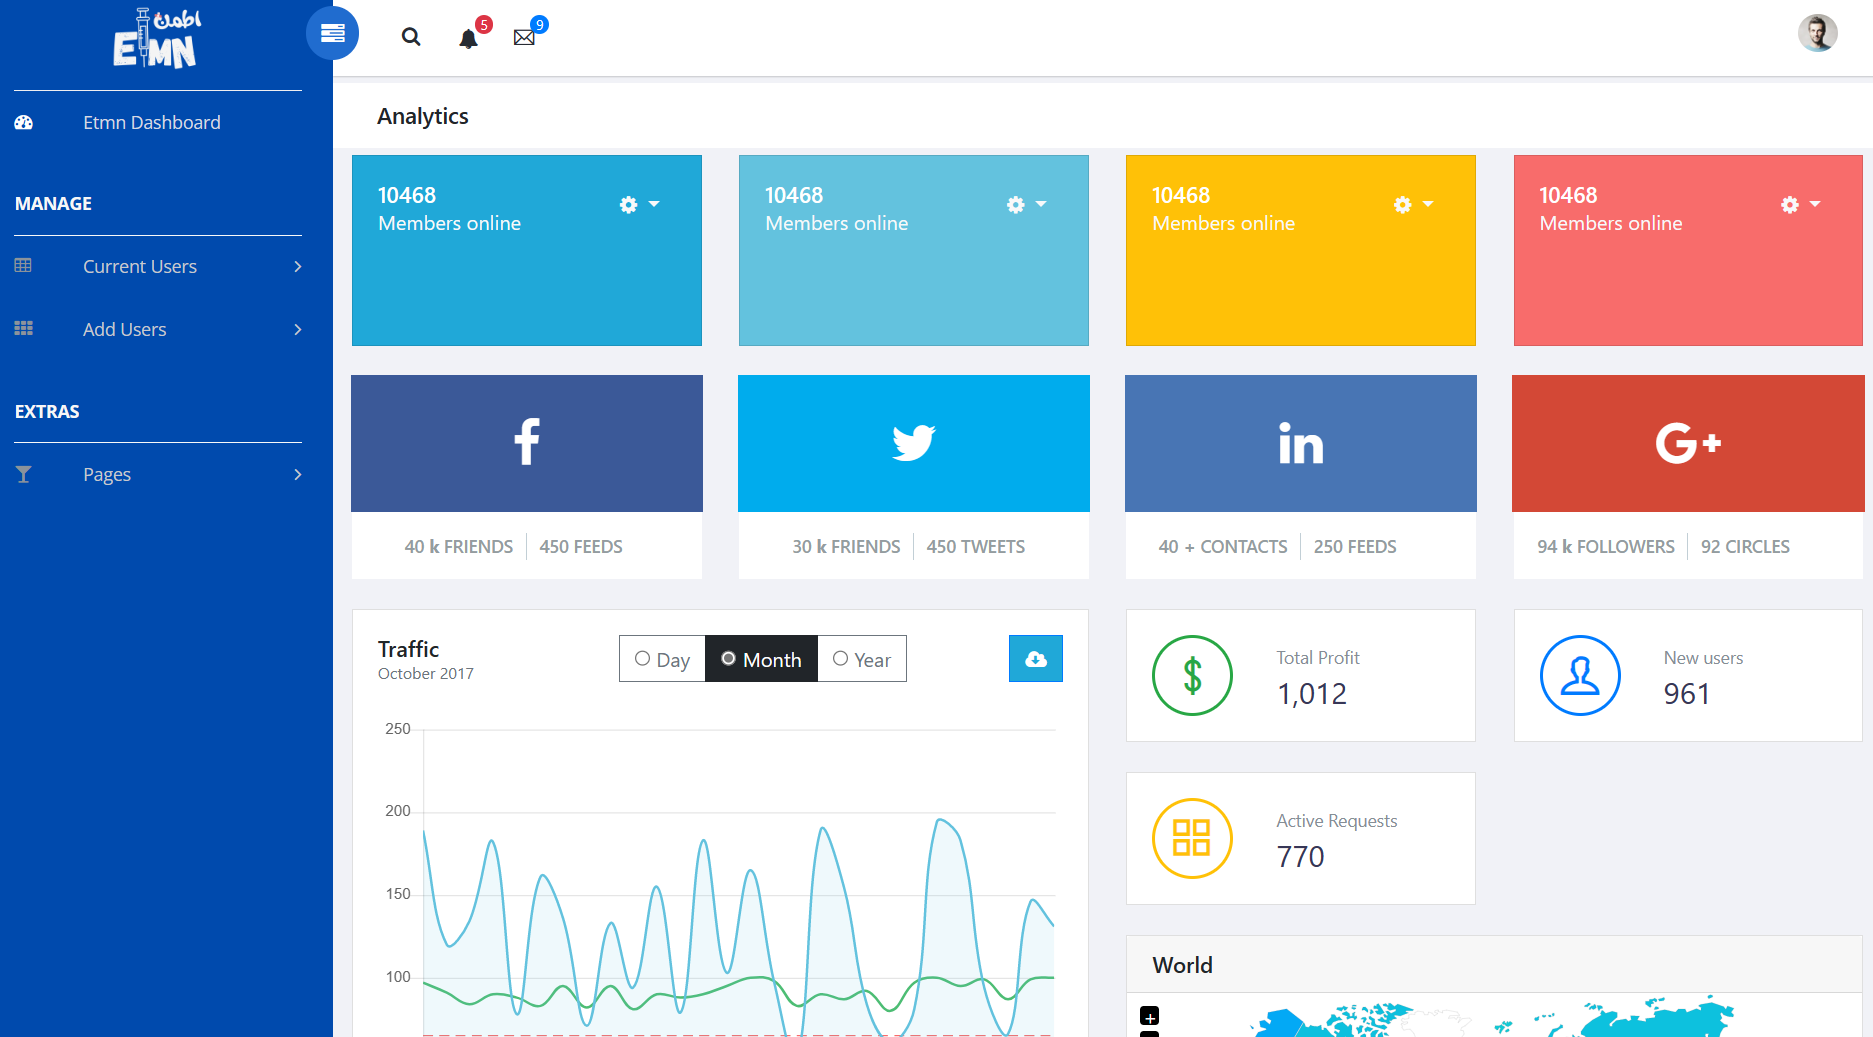 اطمن
ETMN
Etmn Dashboard
MANAGE
Current Users
Add Users
EXTRAS
Pages
5
9
Analytics
10468
Members online
10468
Members online
10468
Members online
10468
Members online
f
in
G+
40 k FRIENDS
450 FEEDS
30 k FRIENDS
450 TWEETS
40 + CONTACTS
250 FEEDS
94 k FOLLOWERS
92 CIRCLES
Traffic
October 2017
Day
Month
Year
250
200
150
100
$
Total Profit
1,012
New users
961
Active Requests
770
World
+